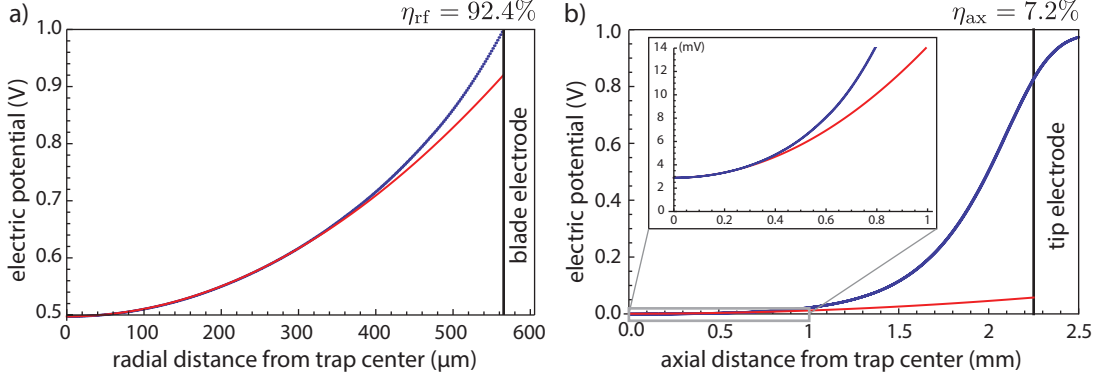 a)
η_rf = 92.4%
1.0
0.9
0.8
0.7
0.6
0.5
electric potential (V)
blade electrode
0 100 200 300 400 500 600
radial distance from trap center (μm)
b)
η_ax = 7.2%
1.0
0.8
0.6
0.4
0.2
0.0
electric potential (V)
14 (mV)
12
10
8
6
4
2
0
0 0.2 0.4 0.6 0.8 1
tip electrode
0.0 0.5 1 1.5 2 2.5
axial distance from trap center (mm)